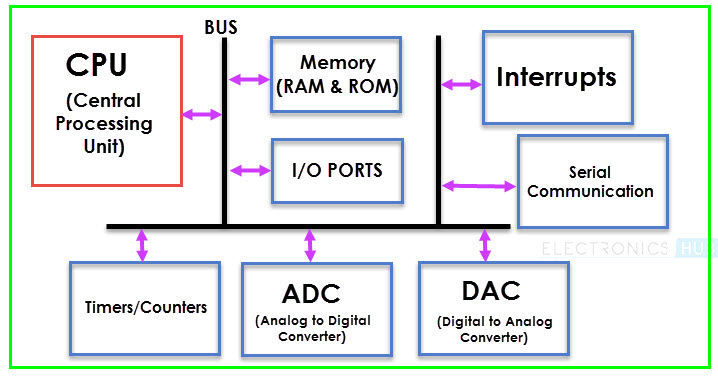 BUS
CPU
(Central
Processing
Unit)
Memory
(RAM & ROM)
Interrupts
I/O PORTS
Serial
Communication
ELECTRONICS HUB
Timers/Counters
ADC
(Analog to Digital
Converter)
DAC
(Digital to Analog
Converter)